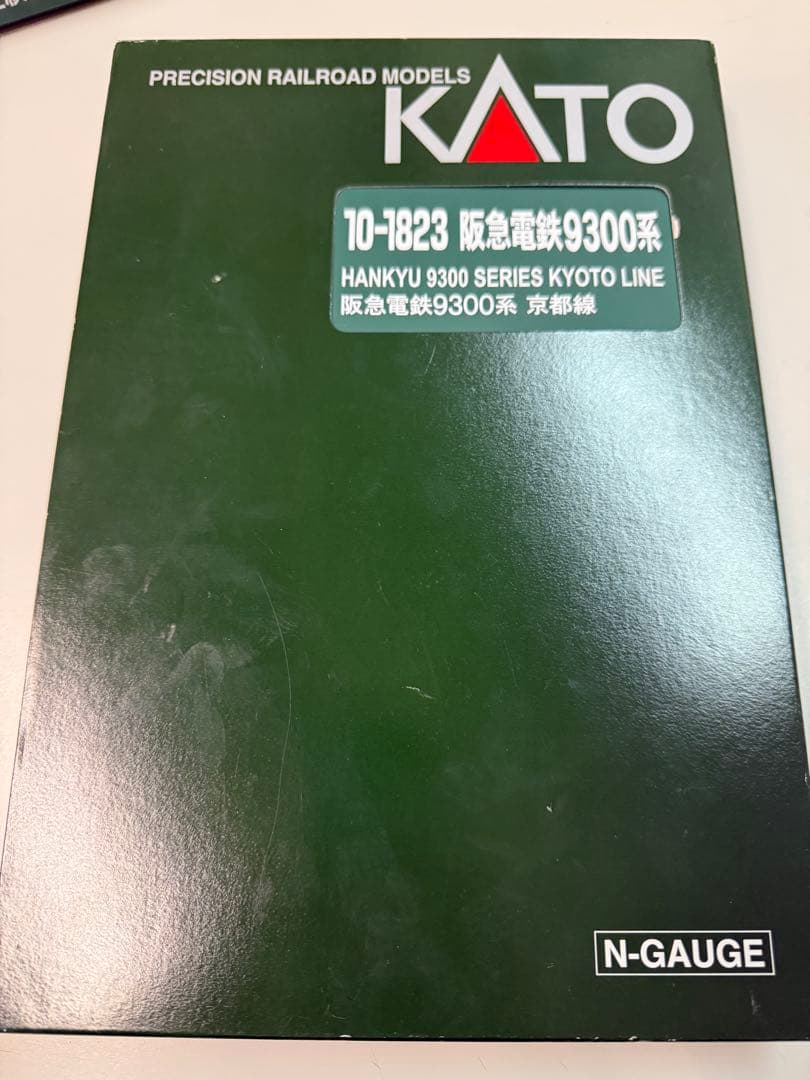 PRECISION RAILROAD MODELS
KATO
10-1823 阪急電鉄9300系
HANKYU 9300 SERIES KYOTO LINE
阪急電鉄9300系 京都線
N-GAUGE